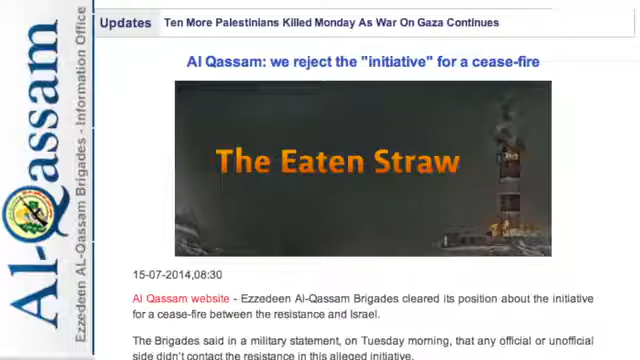 Updates Ten More Palestinians Killed Monday As War On Gaza Continues
Al-Qassam
Ezzedeen AL-Qassam Brigades - Information Office
Al Qassam: we reject the "initiative" for a cease-fire
The Eaten Straw
15-07-2014,08:30
Al Qassam website - Ezzedeen Al-Qassam Brigades cleared its position about the initiative
for a cease-fire between the resistance and Israel.
The Brigades said in a military statement, on Tuesday morning, that any official or unofficial
side didn't contact the resistance in this alleged initiative.